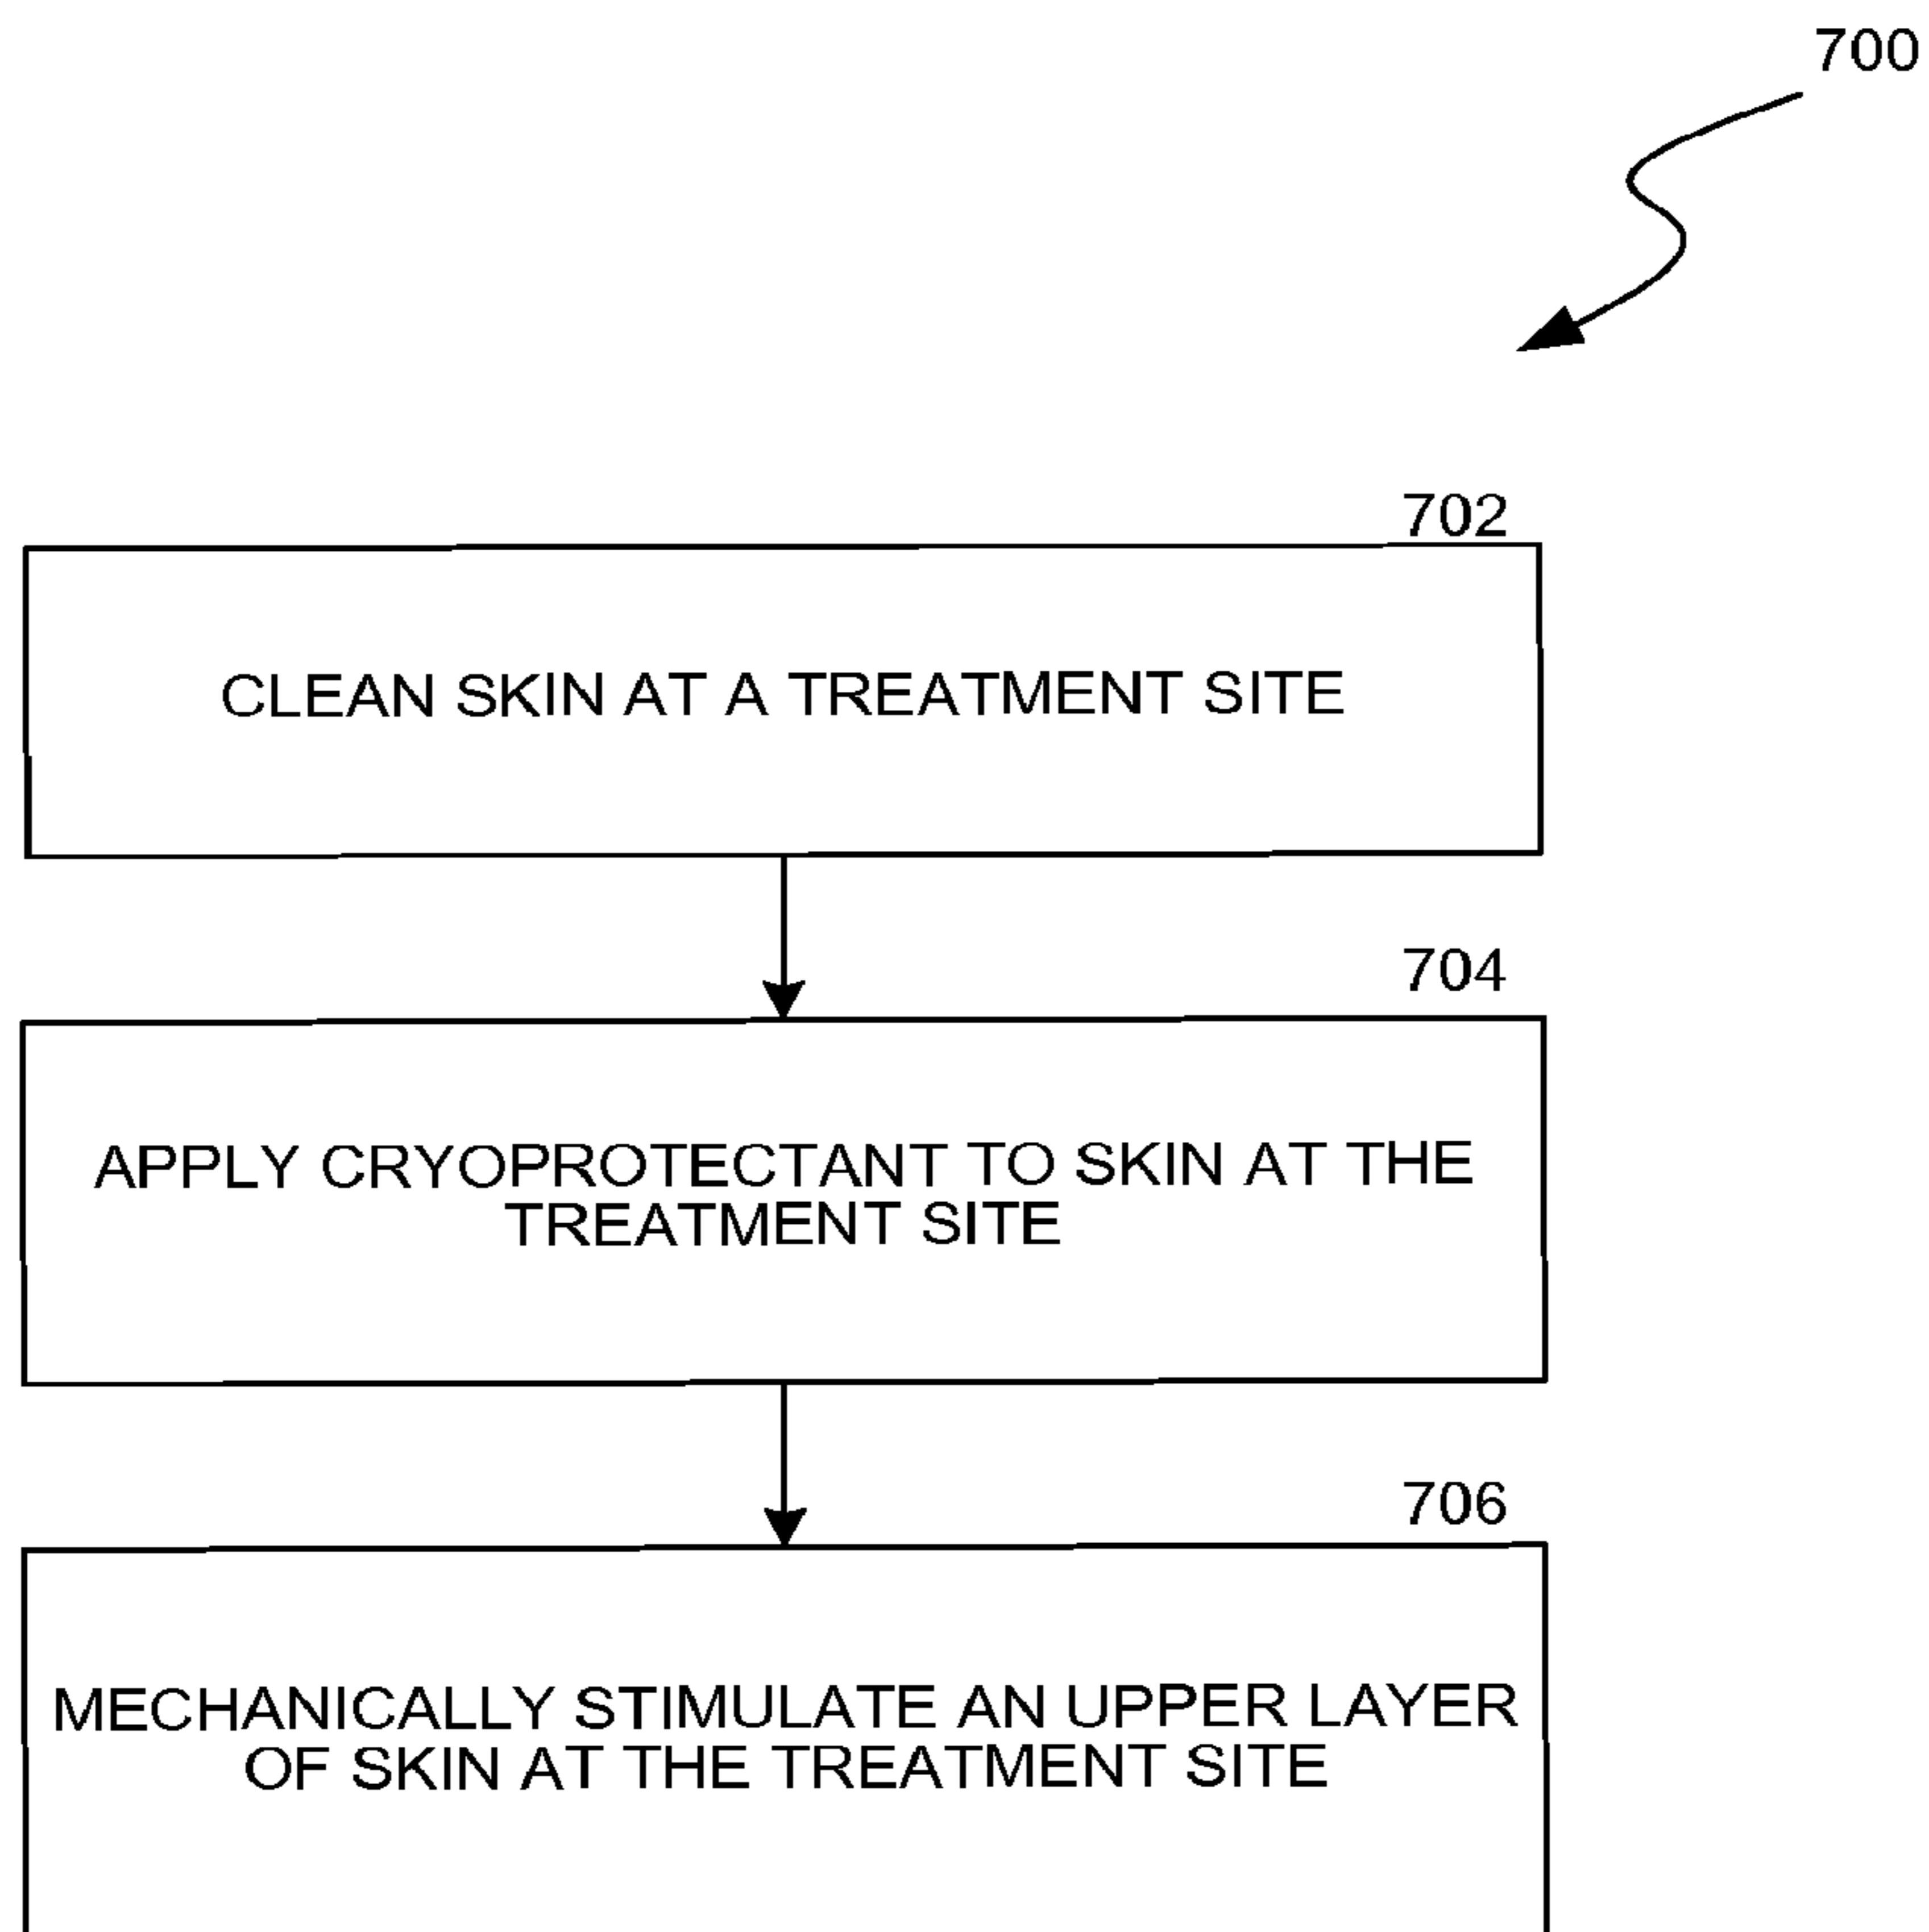 700
702
CLEAN SKIN AT A TREATMENT SITE
704
APPLY CRYOPROTECTANT TO SKIN AT THE
TREATMENT SITE
706
MECHANICALLY STIMULATE AN UPPER LAYER
OF SKIN AT THE TREATMENT SITE